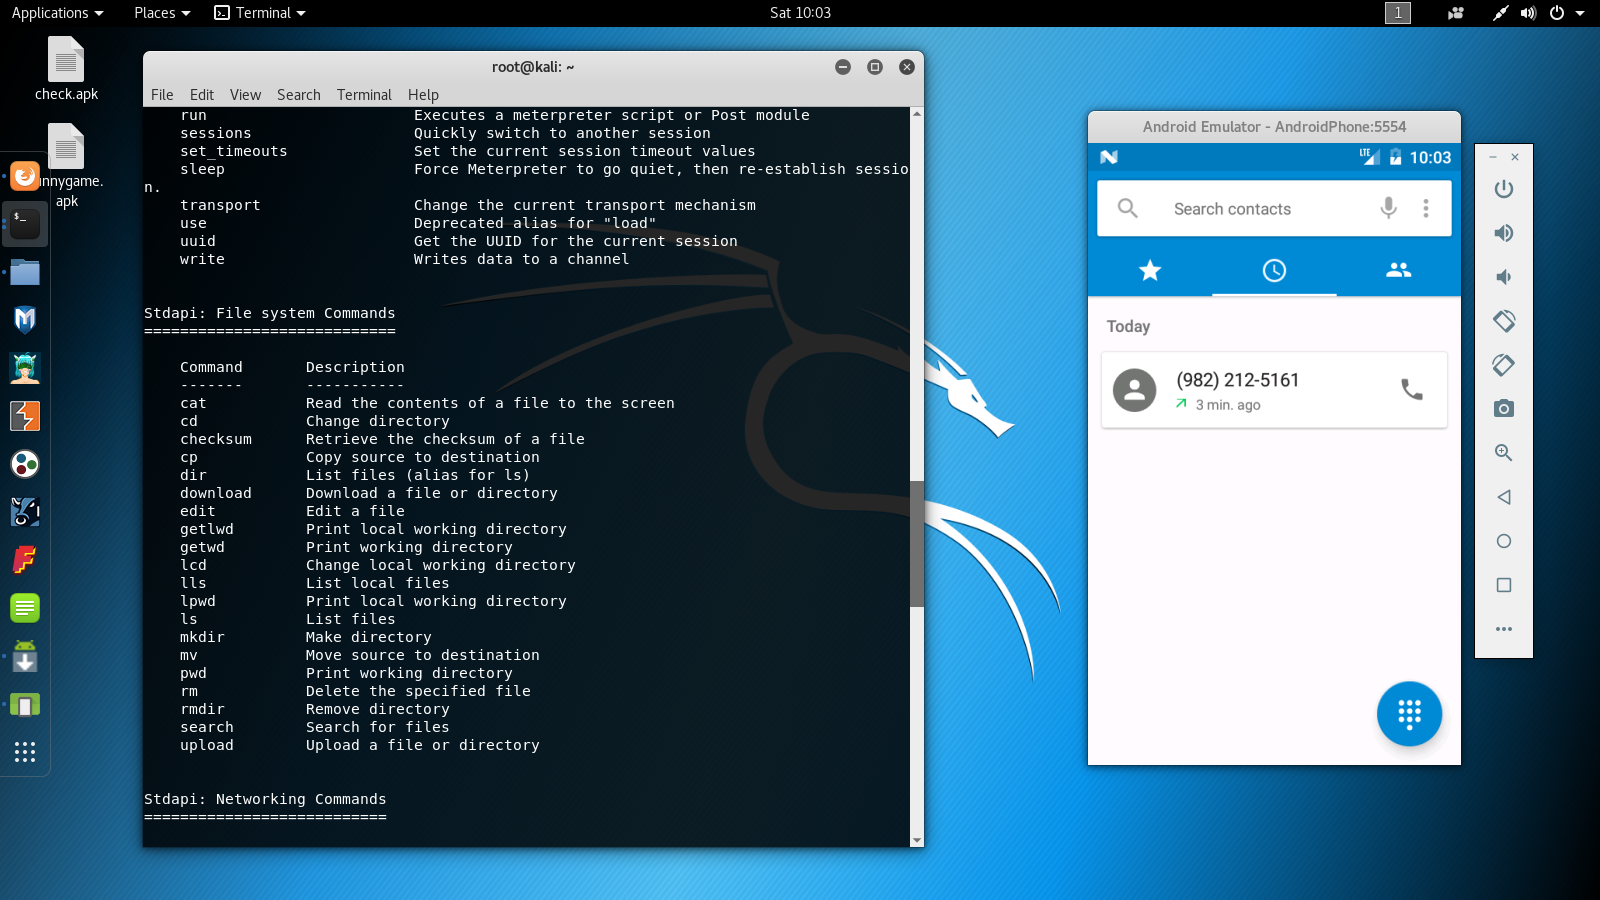 Applications
Places
Terminal
Sat 10:03
1
check.apk
nnygame.
apk
root@kali: ~
File Edit View Search Terminal Help
run Executes a meterpreter script or Post module
sessions Quickly switch to another session
set_timeouts Set the current session timeout values
sleep Force Meterpreter to go quiet, then re-establish sessio
n.
transport Change the current transport mechanism
use Deprecated alias for "load"
uuid Get the UUID for the current session
write Writes data to a channel
Stdapi: File system Commands
============================
Command Description
------- -----------
cat Read the contents of a file to the screen
cd Change directory
checksum Retrieve the checksum of a file
cp Copy source to destination
dir List files (alias for ls)
download Download a file or directory
edit Edit a file
getlwd Print local working directory
getwd Print working directory
lcd Change local working directory
lls List local files
lpwd Print local working directory
ls List files
mkdir Make directory
mv Move source to destination
pwd Print working directory
rm Delete the specified file
rmdir Remove directory
search Search for files
upload Upload a file or directory
Stdapi: Networking Commands
===========================
Android Emulator - AndroidPhone:5554
LTE 10:03
Search contacts
Today
(982) 212-5161
3 min. ago